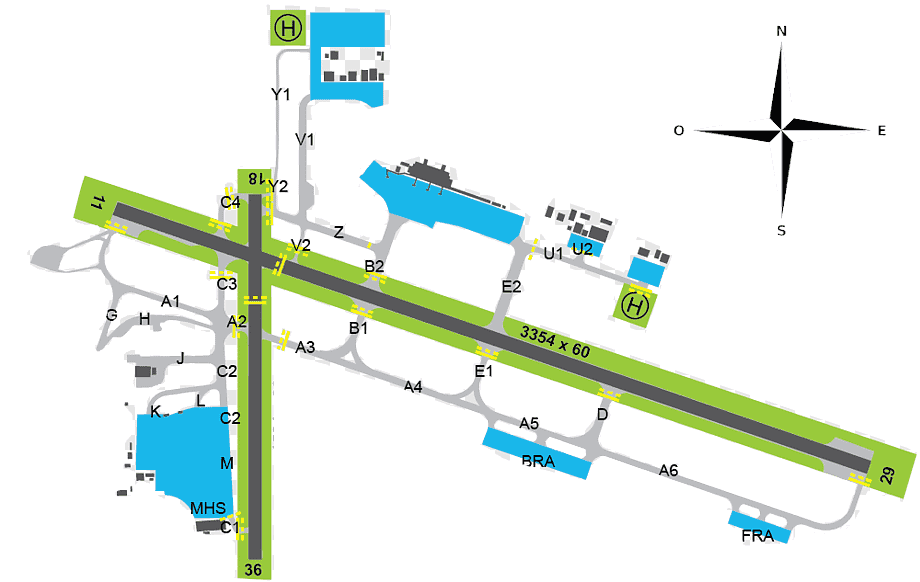 H
N
O
E
S
Y1
V1
18
Y2
C4
11
Z
V2
U1
U2
B2
C3
E2
A1
H
G
H
A2
B1
3354 x 60
A3
J
C2
E1
A4
K
L
C2
D
A5
M
BRA
A6
29
MHS
C1
FRA
36